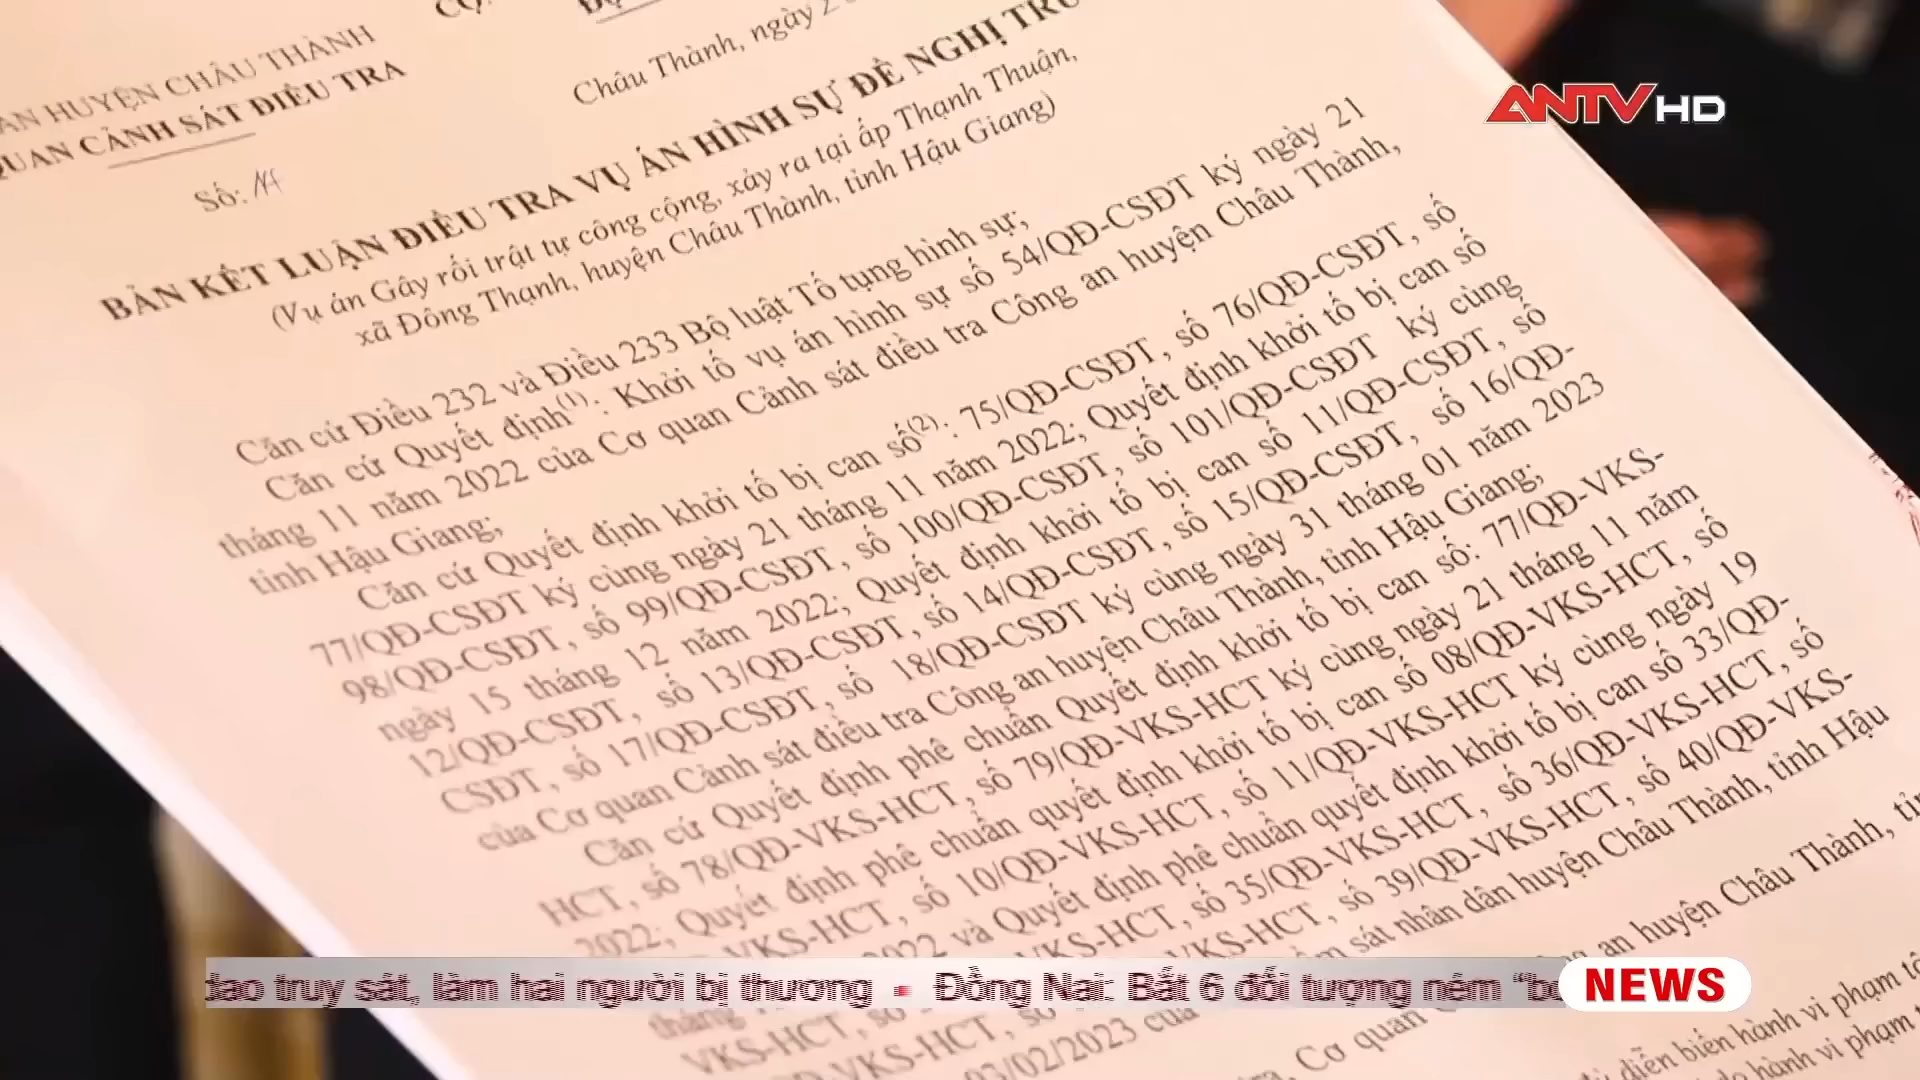 AN HUYỆN CHÂU THÀNH
QUAN CẢNH SÁT ĐIỀU TRA
Số:
Châu Thành, ngày
BẢN KẾT LUẬN ĐIỀU TRA VỤ ÁN HÌNH SỰ ĐỀ NGHỊ TRU
(Vụ án Gây rối trật tự công cộng, xảy ra tại ấp Thạnh Thuận,
xã Đông Thạnh, huyện Châu Thành, tỉnh Hậu Giang)
Căn cứ Điều 232 và Điều 233 Bộ luật Tố tụng hình sự;
Căn cứ Quyết định(1): Khởi tố vụ án hình sự số 54/QĐ-CSĐT ký ngày 21
tháng 11 năm 2022 của Cơ quan Cảnh sát điều tra Công an huyện Châu Thành,
tỉnh Hậu Giang;
Căn cứ Quyết định khởi tố bị can số(2): 75/QĐ-CSĐT, số 76/QĐ-CSĐT, số
77/QĐ-CSĐT ký cùng ngày 21 tháng 11 năm 2022; Quyết định khởi tố bị can số
98/QĐ-CSĐT, số 99/QĐ-CSĐT, số 100/QĐ-CSĐT, số 101/QĐ-CSĐT ký cùng
ngày 15 tháng 12 năm 2022; Quyết định khởi tố bị can số 11/QĐ-CSĐT, số
12/QĐ-CSĐT, số 13/QĐ-CSĐT, số 14/QĐ-CSĐT, số 15/QĐ-CSĐT, số 16/QĐ-
CSĐT, số 17/QĐ-CSĐT, số 18/QĐ-CSĐT ký cùng ngày 31 tháng 01 năm 2023
của Cơ quan Cảnh sát điều tra Công an huyện Châu Thành, tỉnh Hậu Giang;
Căn cứ Quyết định phê chuẩn Quyết định khởi tố bị can số: 77/QĐ-VKS-
HCT, số 78/QĐ-VKS-HCT, số 79/QĐ-VKS-HCT ký cùng ngày 21 tháng 11 năm
2022; Quyết định phê chuẩn quyết định khởi tố bị can số 08/QĐ-VKS-HCT, số
VKS-HCT, số 10/QĐ-VKS-HCT, số 11/QĐ-VKS-HCT ký cùng ngày 19
2022 và Quyết định phê chuẩn quyết định khởi tố bị can số 33/QĐ-
VKS-HCT, số 35/QĐ-VKS-HCT, số 36/QĐ-VKS-HCT, số
VKS-HCT, số 39/QĐ-VKS-HCT, số 40/QĐ-VKS-
sát nhân dân huyện Châu Thành, tỉnh Hậu
03/02/2023 của
an huyện Châu Thành, tỉn
Cơ quan
diễn biến hành vi phạm tộ
hành vi phạm
ANTV HD
dao truy sát, làm hai người bị thương ▪ Đồng Nai: Bắt 6 đối tượng ném “bo
NEWS